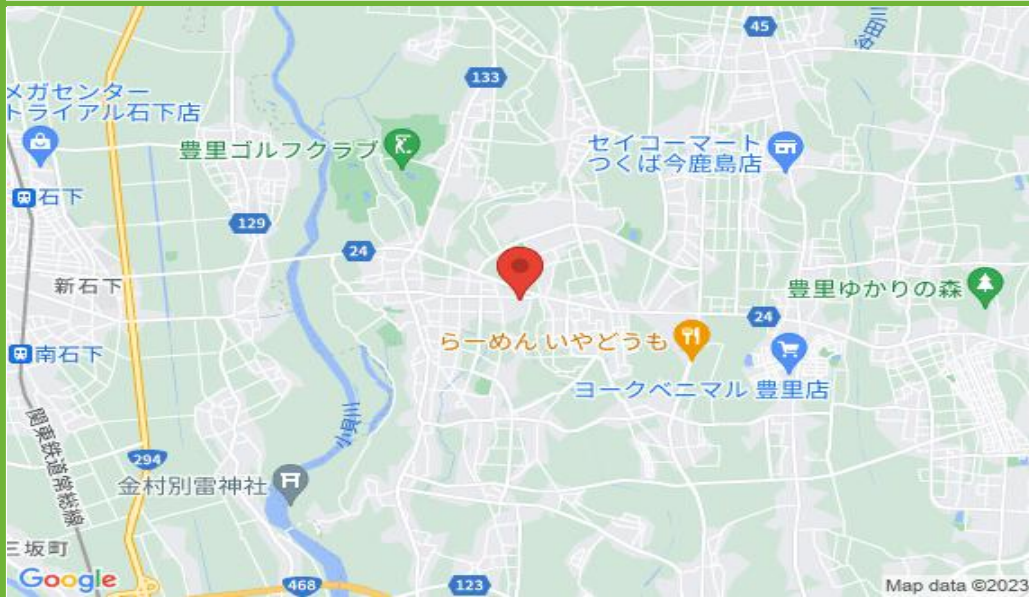 45
三田谷
133
メガセンター
トライアル石下店
豊里ゴルフクラブ
セイコーマート
つくば今鹿島店
石下
129
24
新石下
豊里ゆかりの森
24
らーめん いやどうも
南石下
ヨークベニマル 豊里店
小貝川
関東鉄道常総線
294
金村別雷神社
三坂町
Google
468
123
Map data ©2023